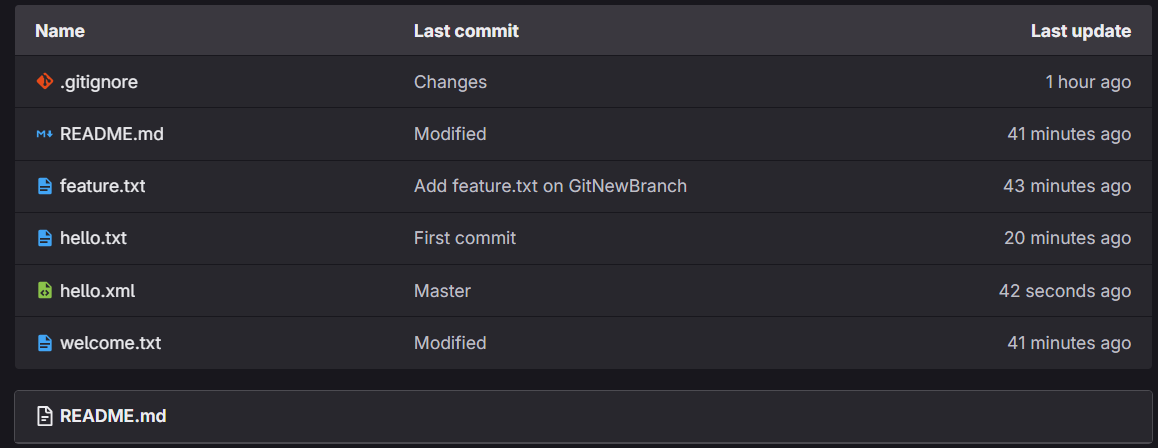 Name Last commit Last update
.gitignore Changes 1 hour ago
README.md Modified 41 minutes ago
feature.txt Add feature.txt on GitNewBranch 43 minutes ago
hello.txt First commit 20 minutes ago
hello.xml Master 42 seconds ago
welcome.txt Modified 41 minutes ago
README.md